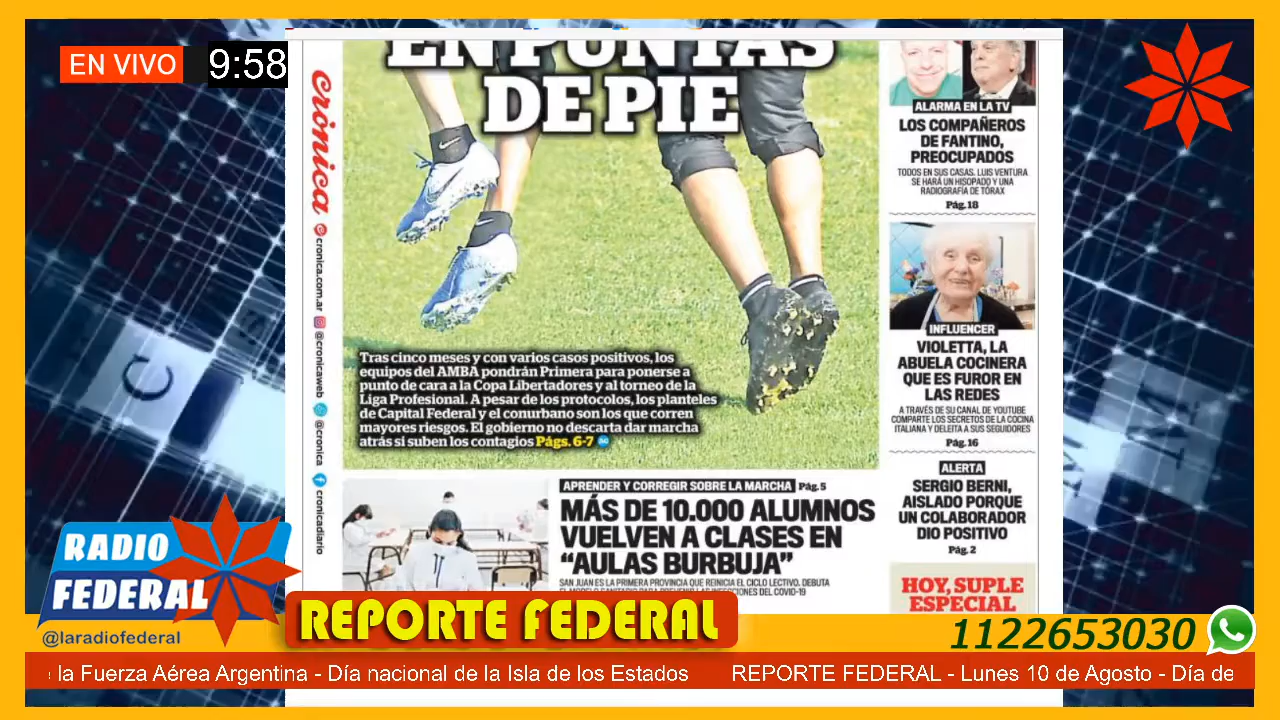 EN VIVO
9:58
EN PUNTAS
DE PIE
crónica
cronica.com.ar
@cronicaweb
@cronica
cronicadiario
Tras cinco meses y con varios casos positivos, los
equipos del AMBA pondrán Primera para ponerse a
punto de cara a la Copa Libertadores y al torneo de la
Liga Profesional. A pesar de los protocolos, los planteles
de Capital Federal y el conurbano son los que corren
mayores riesgos. El gobierno no descarta dar marcha
atrás si suben los contagios Págs. 6-7
APRENDER Y CORREGIR SOBRE LA MARCHA Pág. 5
MÁS DE 10.000 ALUMNOS
VUELVEN A CLASES EN
“AULAS BURBUJA”
SAN JUAN ES LA PRIMERA PROVINCIA QUE REINICIA EL CICLO LECTIVO. DEBUTA
ALARMA EN LA TV
LOS COMPAÑEROS
DE FANTINO,
PREOCUPADOS
TODOS EN SUS CASAS. LUIS VENTURA
SE HARÁ UN HISOPADO Y UNA
RADIOGRAFÍA DE TÓRAX
Pág. 18
INFLUENCER
VIOLETTA, LA
ABUELA COCINERA
QUE ES FUROR EN
LAS REDES
A TRAVÉS DE SU CANAL DE YOUTUBE
COMPARTE LOS SECRETOS DE LA COCINA
ITALIANA Y DELEITA A SUS SEGUIDORES
Pág. 16
ALERTA
SERGIO BERNI,
AISLADO PORQUE
UN COLABORADOR
DIO POSITIVO
Pág. 2
HOY, SUPLE
ESPECIAL
RADIO
FEDERAL
@laradiofederal
REPORTE FEDERAL
1122653030
la Fuerza Aérea Argentina - Día nacional de la Isla de los Estados REPORTE FEDERAL - Lunes 10 de Agosto - Día de